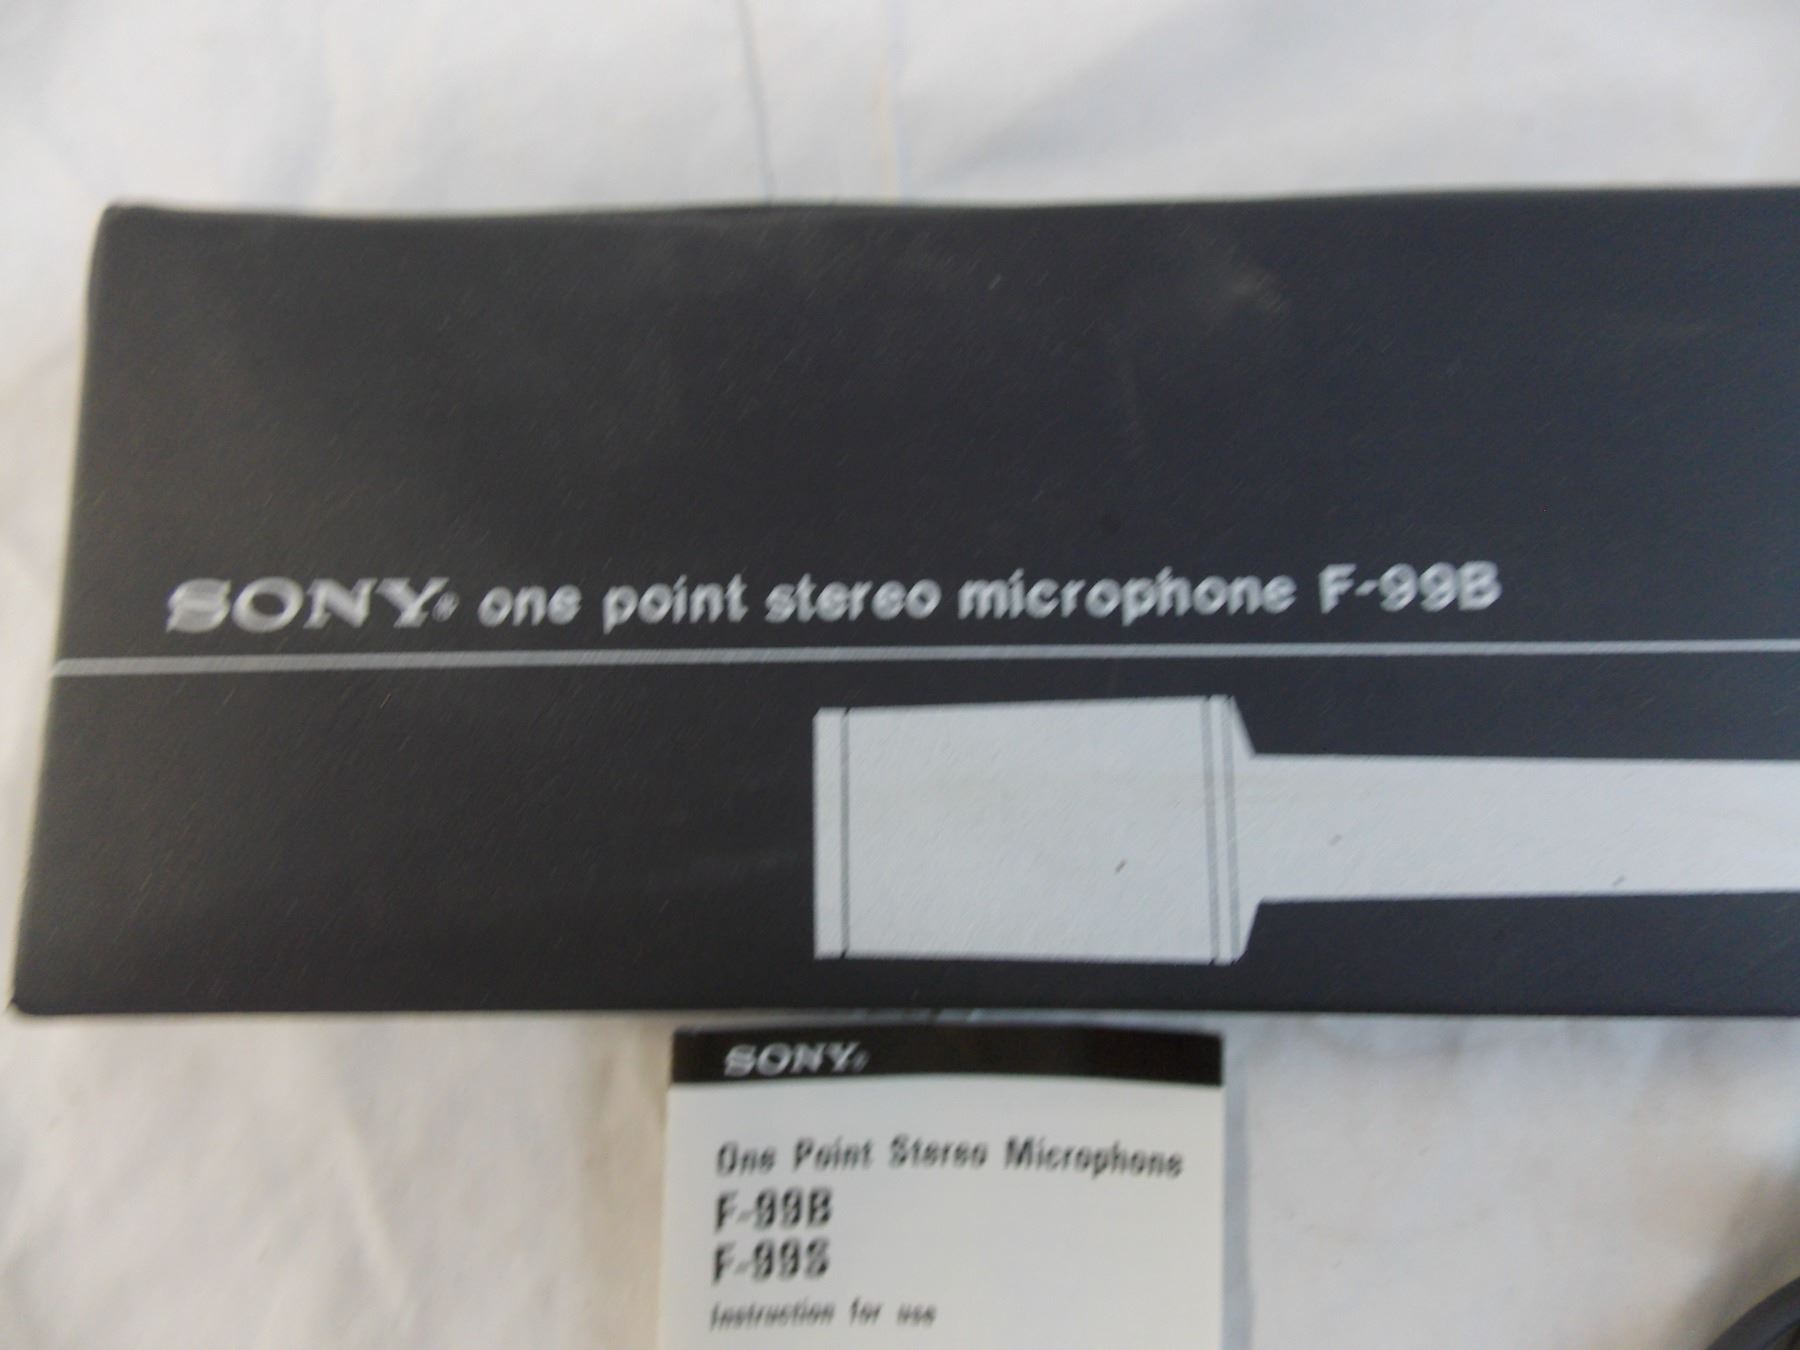 SONY® one point stereo microphone F-99B
SONY®
One Point Stereo Microphone
F-99B
F-99S
Instruction for use